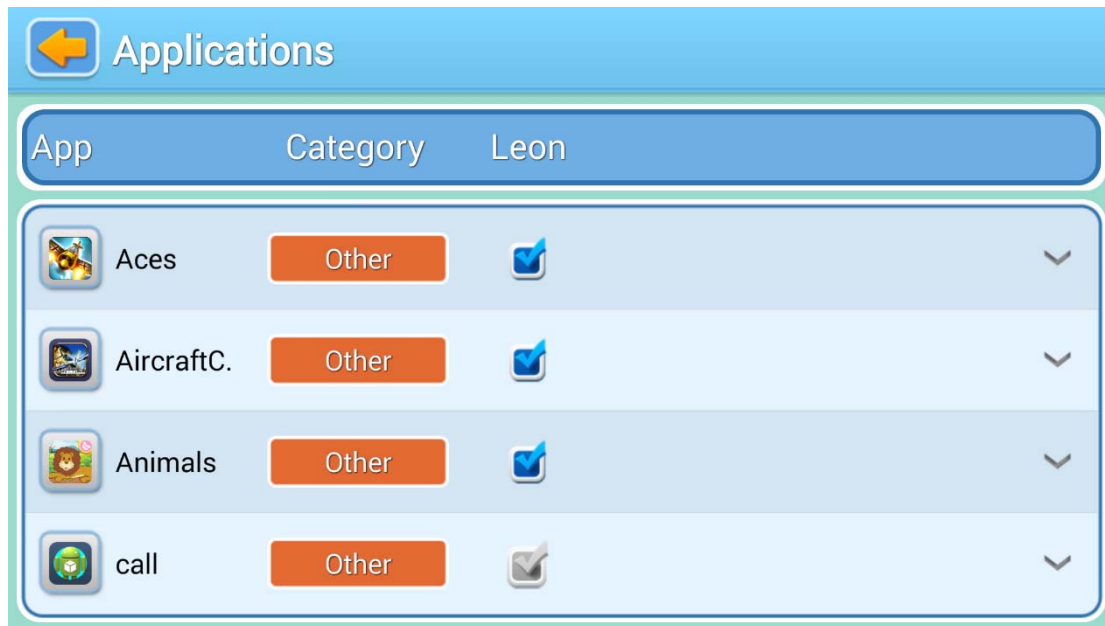 Applications
App Category Leon
Aces Other
AircraftC. Other
Animals Other
call Other